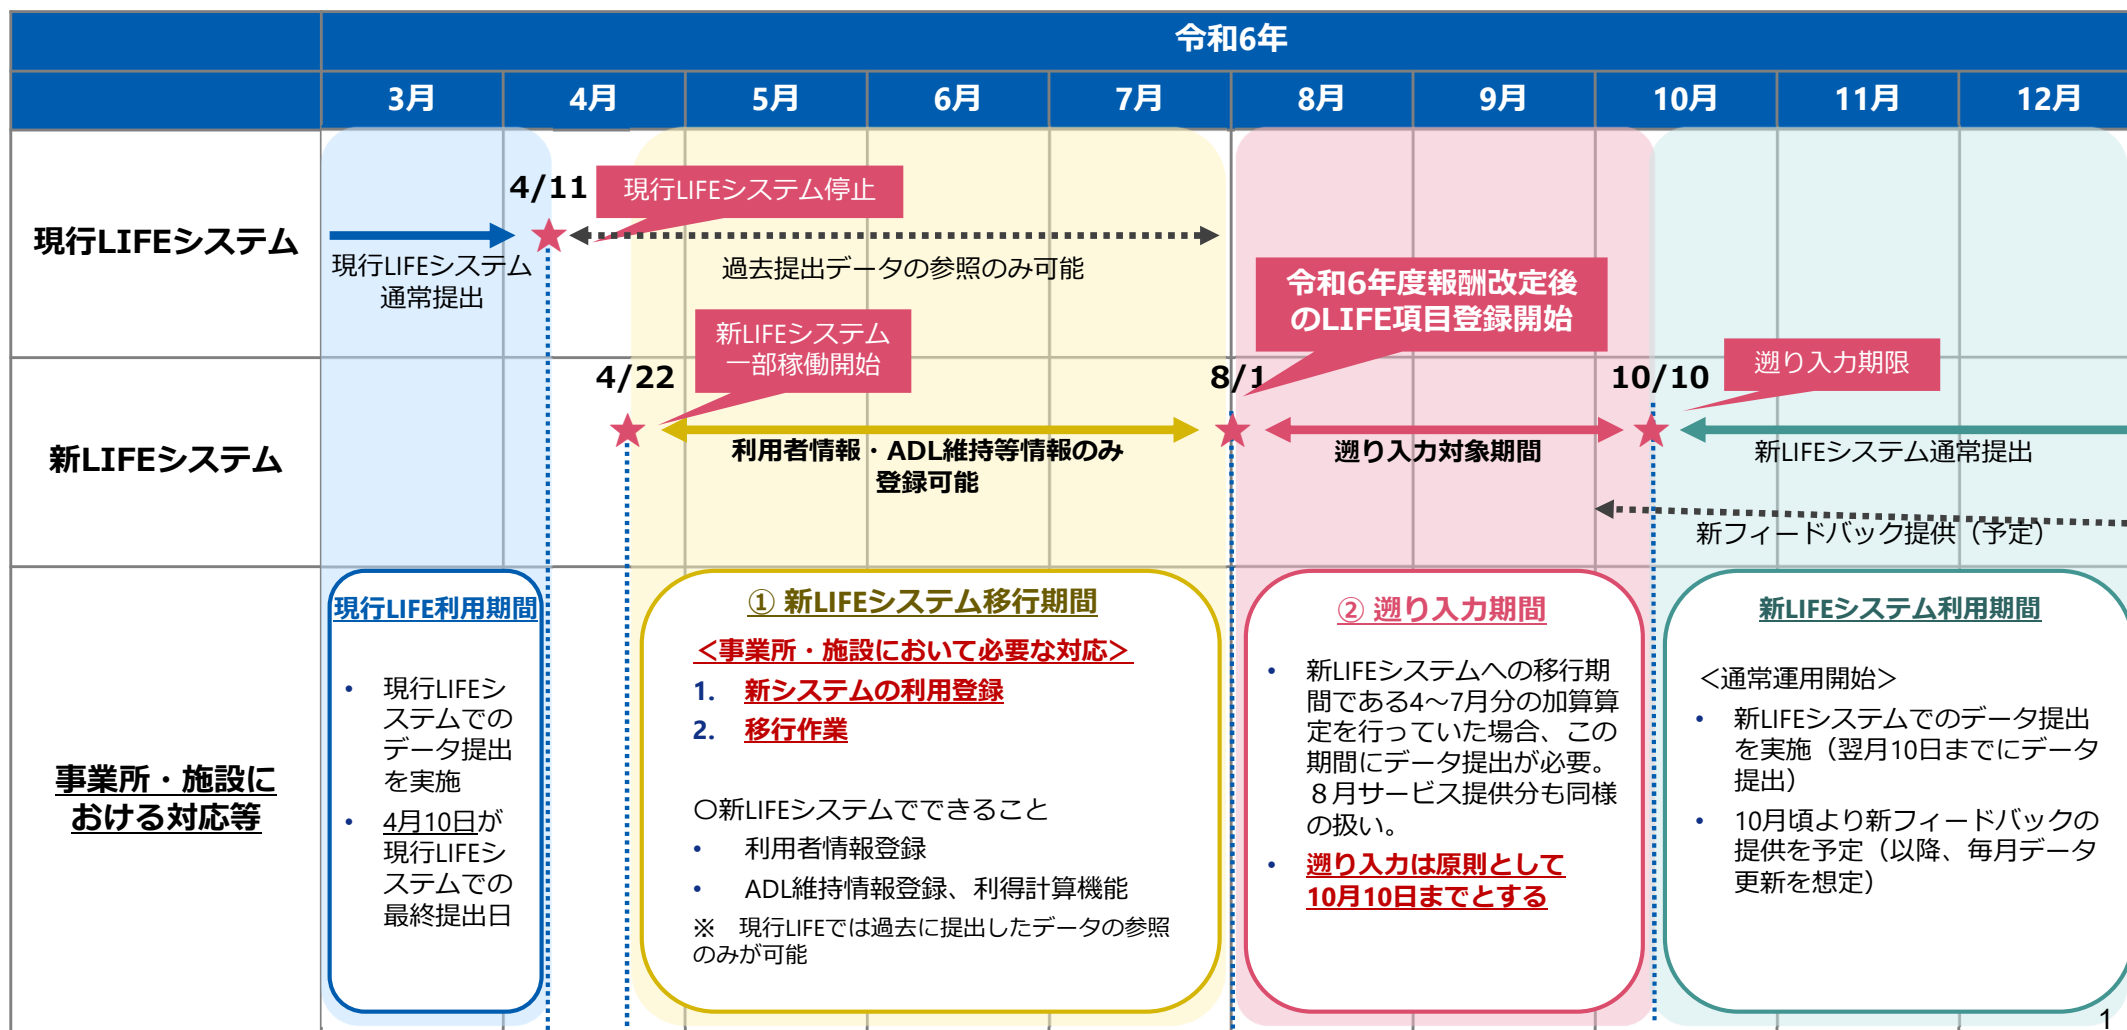 令和6年
3月 4月 5月 6月 7月 8月 9月 10月 11月 12月
現行LIFEシステム
4/11
現行LIFEシステム停止
現行LIFEシステム
通常提出
過去提出データの参照のみ可能
新LIFEシステム
4/22
新LIFEシステム
一部稼働開始
利用者情報・ADL維持等情報のみ
登録可能
8/1
令和6年度報酬改定後
のLIFE項目登録開始
遡り入力対象期間
10/10
遡り入力期限
新LIFEシステム通常提出
新フィードバック提供（予定）
事業所・施設に
おける対応等
現行LIFE利用期間
• 現行LIFEシ
ステムでの
データ提出
を実施
• 4月10日が
現行LIFEシ
ステムでの
最終提出日
① 新LIFEシステム移行期間
＜事業所・施設において必要な対応＞
1. 新システムの利用登録
2. 移行作業
○新LIFEシステムでできること
• 利用者情報登録
• ADL維持情報登録、利得計算機能
※ 現行LIFEでは過去に提出したデータの参照
のみが可能
② 遡り入力期間
• 新LIFEシステムへの移行期
間である4～7月分の加算算
定を行っていた場合、この
期間にデータ提出が必要。
８月サービス提供分も同様
の扱い。
• 遡り入力は原則として
10月10日までとする
新LIFEシステム利用期間
＜通常運用開始＞
• 新LIFEシステムでのデータ提出
を実施（翌月10日までにデータ
提出）
• 10月頃より新フィードバックの
提供を予定（以降、毎月データ
更新を想定）
1